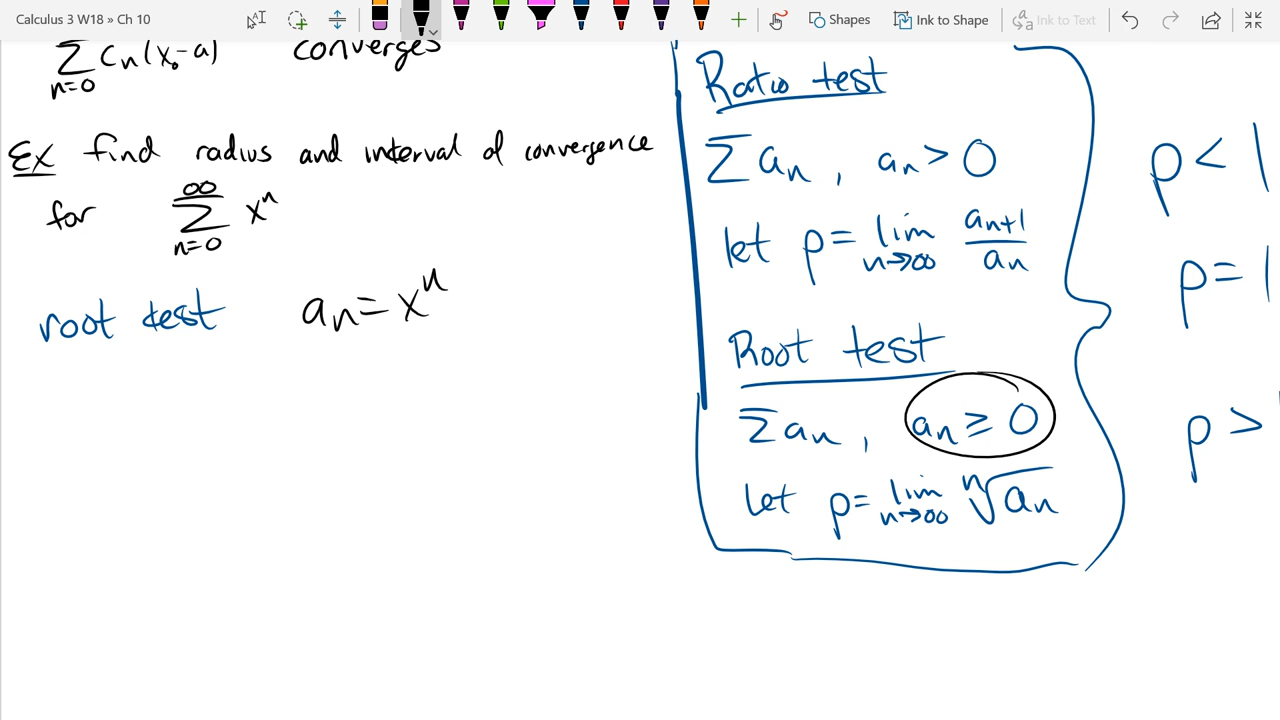 Calculus 3 W18 » Ch 10
Shapes
Ink to Shape
Ink to Text
∑ Cn(x₀-a) converges
n=0
Ex find radius and interval of convergence
for ∞
∑ xⁿ
n=0
root test an = xⁿ
Ratio test
∑ an , an > 0
let p = lim an+1
n→∞ an
Root test
∑ an , an ≥ 0
let p = lim ⁿ√an
n→∞
p < 1
p = 1
p >